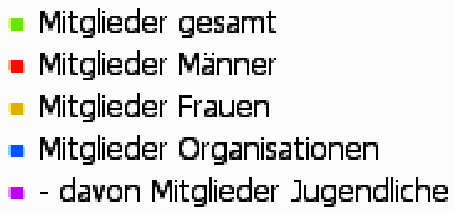 Mitglieder gesamt
Mitglieder Männer
Mitglieder Frauen
Mitglieder Organisationen
- davon Mitglieder Jugendliche